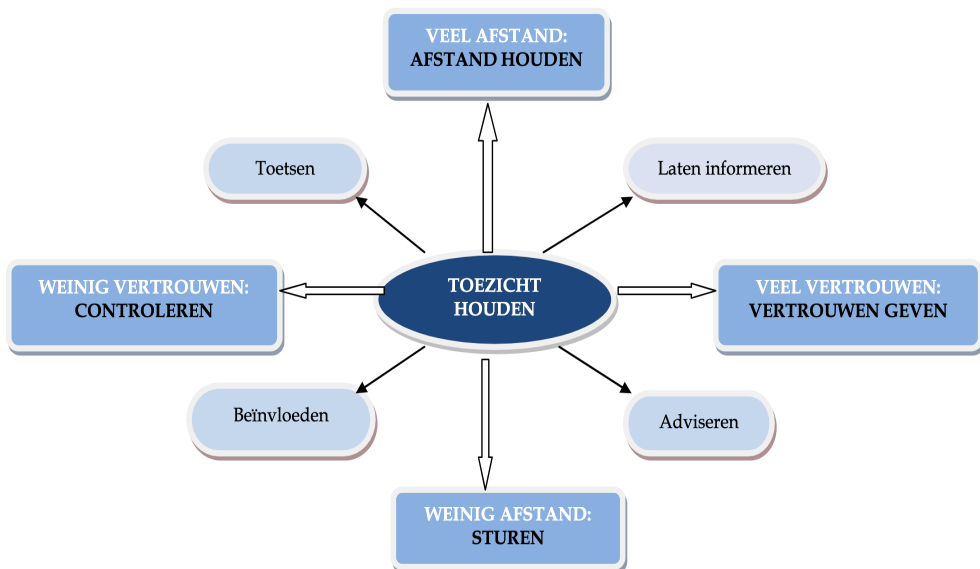 VEEL AFSTAND:
AFSTAND HOUDEN
Toetsen
Laten informeren
WEINIG VERTROUWEN:
CONTROLEREN
TOEZICHT
HOUDEN
VEEL VERTROUWEN:
VERTROUWEN GEVEN
Beïnvloeden
Adviseren
WEINIG AFSTAND:
STUREN